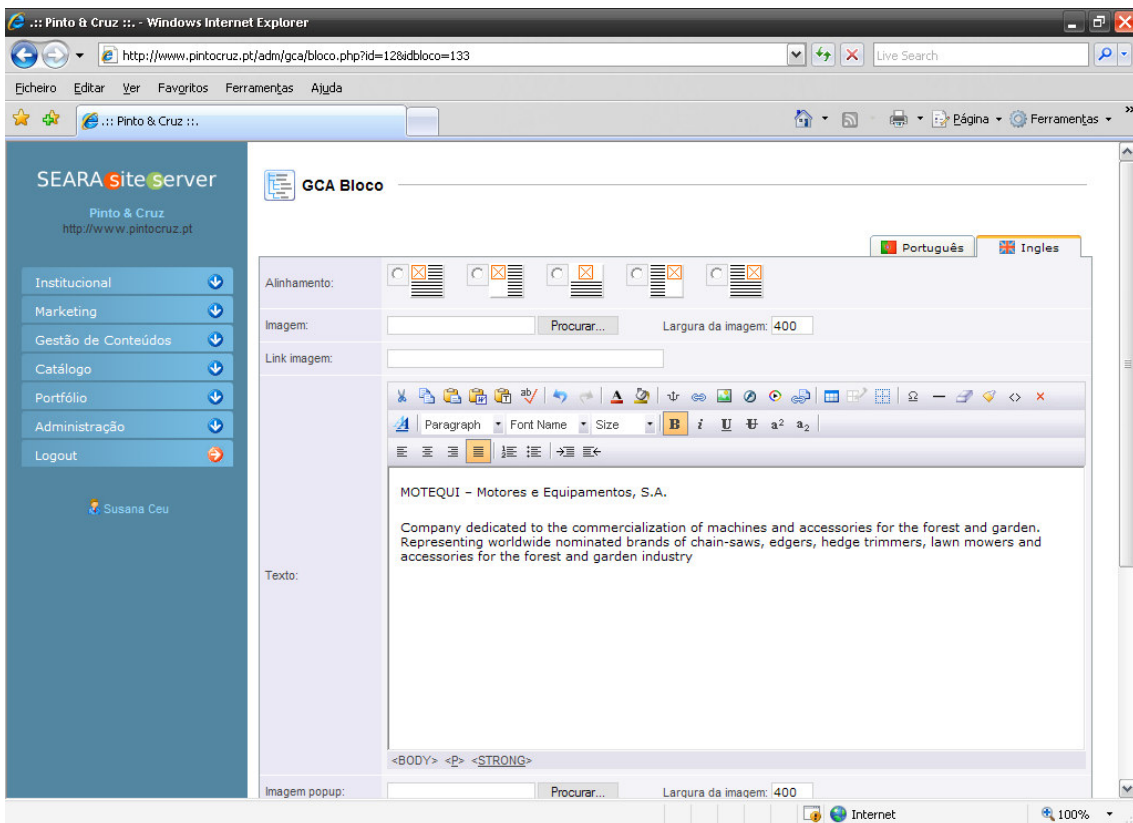 .:: Pinto & Cruz ::. - Windows Internet Explorer
http://www.pintocruz.pt/adm/gca/bloco.php?id=12&idbloco=133
Live Search
Ficheiro Editar Ver Favoritos Ferramentas Ajuda
.:: Pinto & Cruz ::.
Página Ferramentas
SEARA site server
Pinto & Cruz
http://www.pintocruz.pt
Institucional
Marketing
Gestão de Conteúdos
Catálogo
Portfólio
Administração
Logout
Susana Ceu
GCA Bloco
Português Ingles
Alinhamento:
Imagem: Procurar... Largura da imagem: 400
Link imagem:
Paragraph Font Name Size B i U a² a₂
MOTEQUI – Motores e Equipamentos, S.A.
Company dedicated to the commercialization of machines and accessories for the forest and garden.
Representing worldwide nominated brands of chain-saws, edgers, hedge trimmers, lawn mowers and
accessories for the forest and garden industry
Texto:
<BODY> <P> <STRONG>
Imagem popup: Procurar... Largura da imagem: 400
Internet 100%